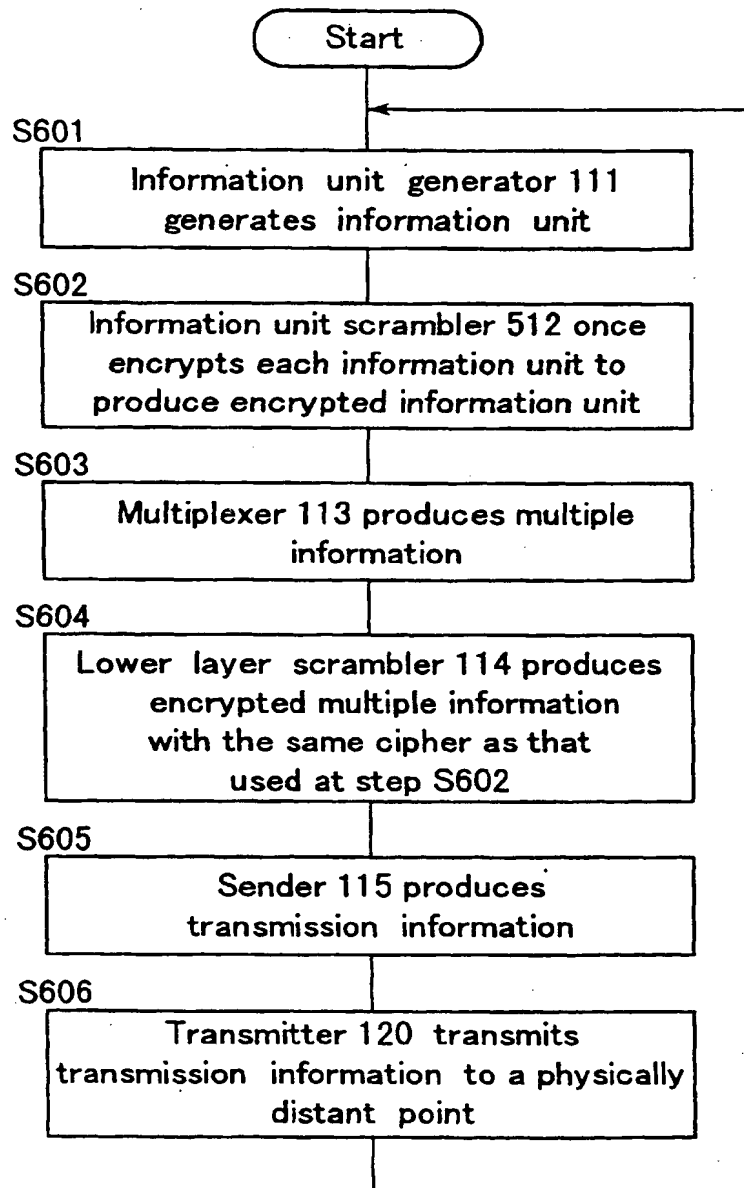 Start
S601
Information unit generator 111
generates information unit
S602
Information unit scrambler 512 once
encrypts each information unit to
produce encrypted information unit
S603
Multiplexer 113 produces multiple
information
S604
Lower layer scrambler 114 produces
encrypted multiple information
with the same cipher as that
used at step S602
S605
Sender 115 produces
transmission information
S606
Transmitter 120 transmits
transmission information to a physically
distant point